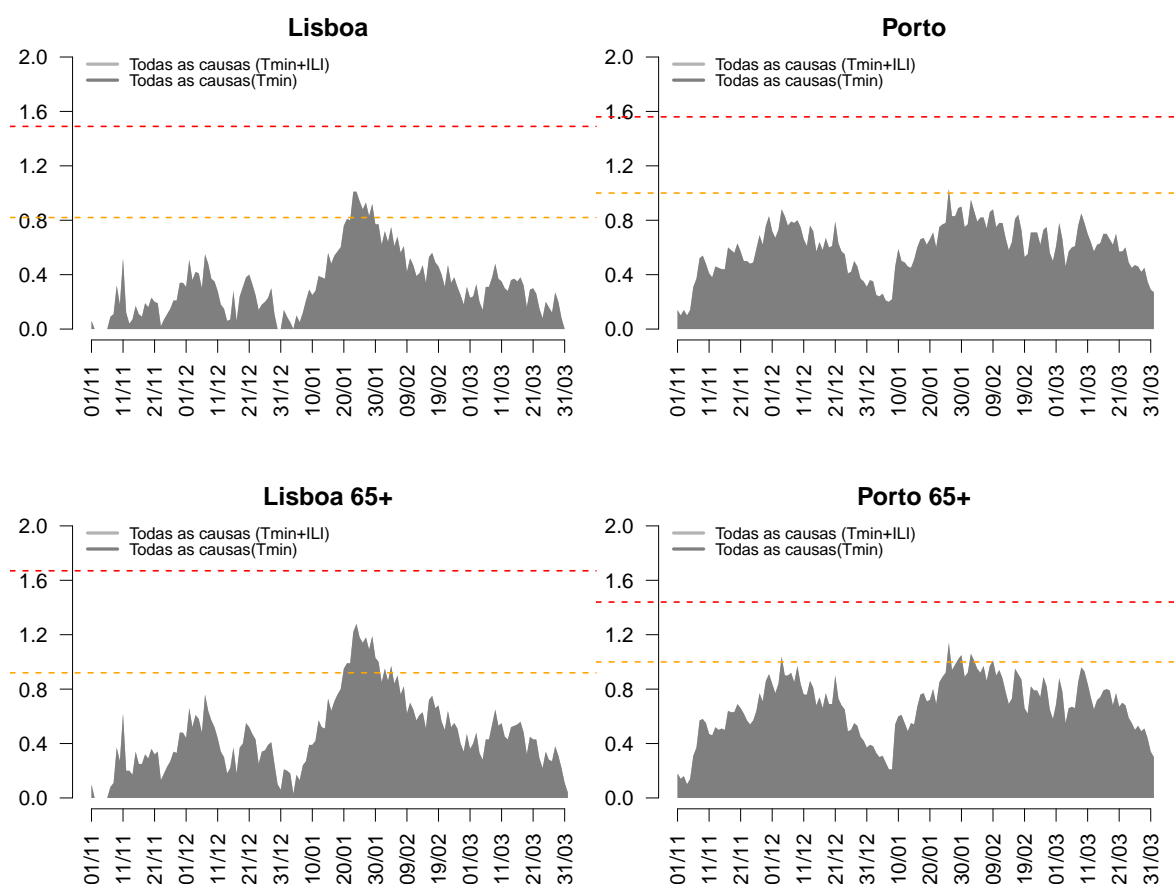 Lisboa
2.0
1.6
1.2
0.8
0.4
0.0
Todas as causas (Tmin+ILI)
Todas as causas(Tmin)
01/11 11/11 21/11 01/12 11/12 21/12 31/12 10/01 20/01 30/01 09/02 19/02 01/03 11/03 21/03 31/03
Porto
2.0
1.6
1.2
0.8
0.4
0.0
Todas as causas (Tmin+ILI)
Todas as causas(Tmin)
01/11 11/11 21/11 01/12 11/12 21/12 31/12 10/01 20/01 30/01 09/02 19/02 01/03 11/03 21/03 31/03
Lisboa 65+
2.0
1.6
1.2
0.8
0.4
0.0
Todas as causas (Tmin+ILI)
Todas as causas(Tmin)
01/11 11/11 21/11 01/12 11/12 21/12 31/12 10/01 20/01 30/01 09/02 19/02 01/03 11/03 21/03 31/03
Porto 65+
2.0
1.6
1.2
0.8
0.4
0.0
Todas as causas (Tmin+ILI)
Todas as causas(Tmin)
01/11 11/11 21/11 01/12 11/12 21/12 31/12 10/01 20/01 30/01 09/02 19/02 01/03 11/03 21/03 31/03